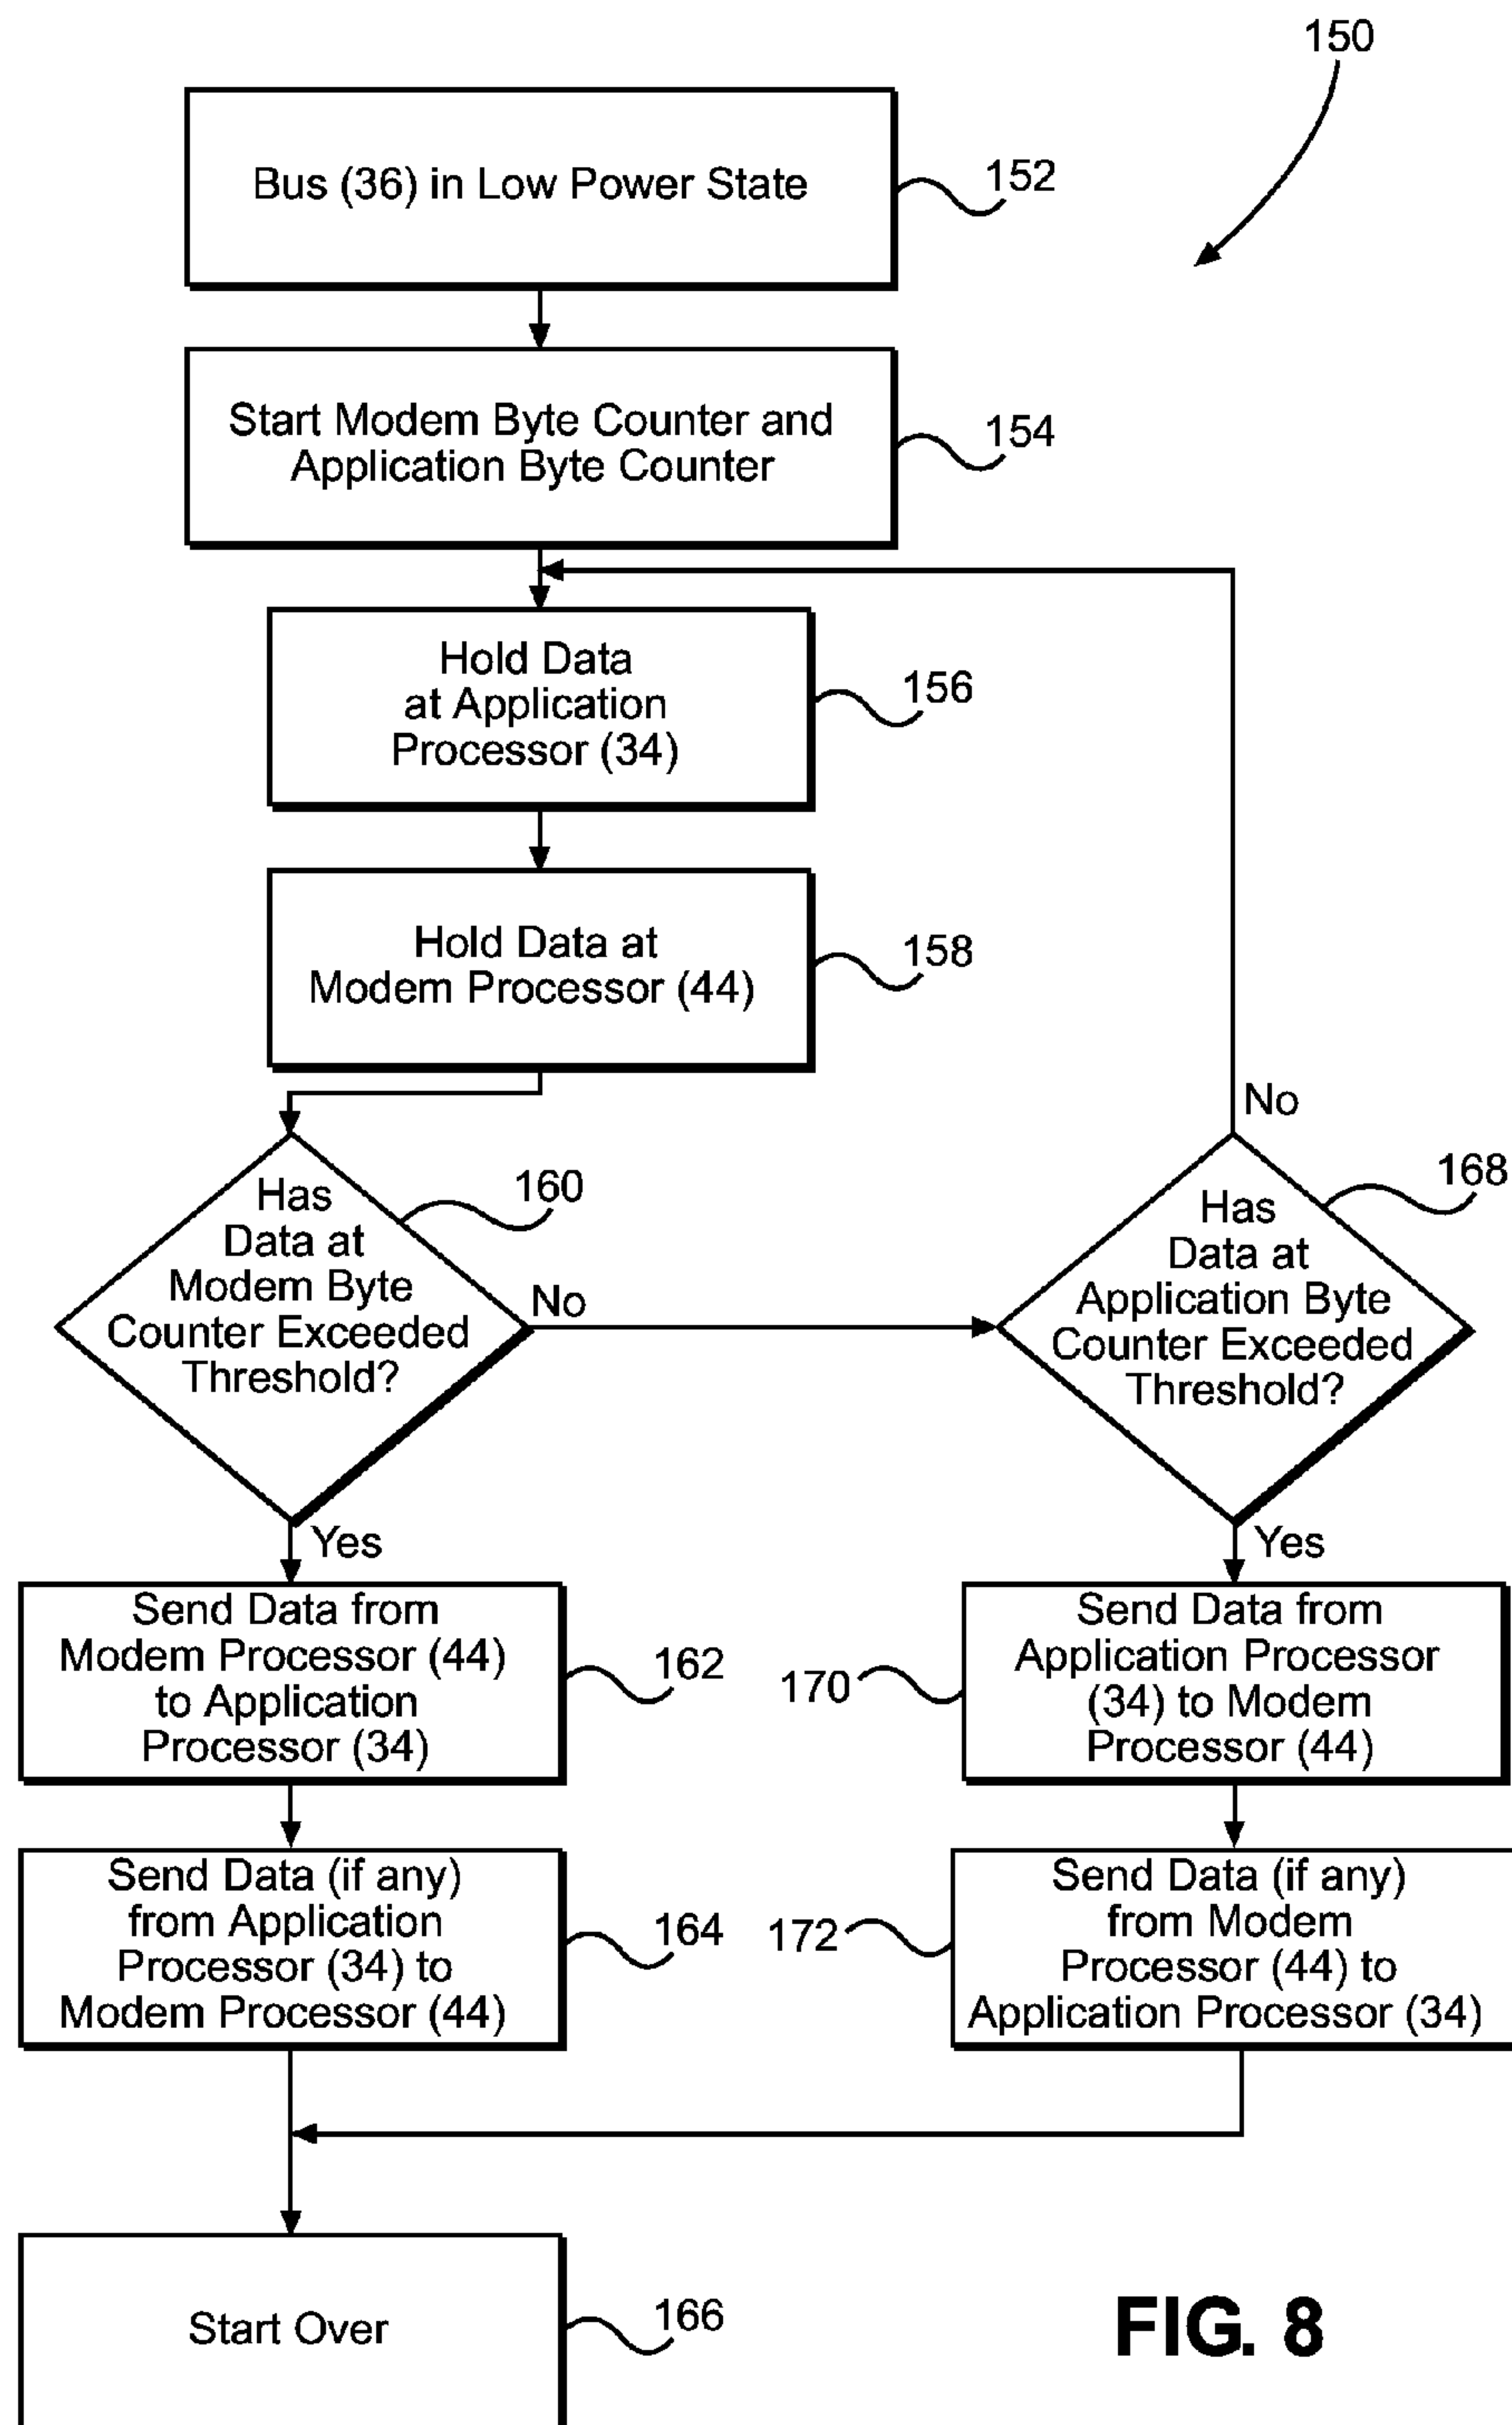 150
Bus (36) in Low Power State
152
Start Modem Byte Counter and
Application Byte Counter
154
Hold Data
at Application
Processor (34)
156
Hold Data at
Modem Processor (44)
158
Has
Data at
Modem Byte
Counter Exceeded
Threshold?
160
No
Yes
Has
Data at
Application Byte
Counter Exceeded
Threshold?
168
No
Yes
Send Data from
Modem Processor (44)
to Application
Processor (34)
162
Send Data from
Application Processor
(34) to Modem
Processor (44)
170
Send Data (if any)
from Application
Processor (34) to
Modem Processor (44)
164
Send Data (if any)
from Modem
Processor (44) to
Application Processor (34)
172
Start Over
166
FIG. 8